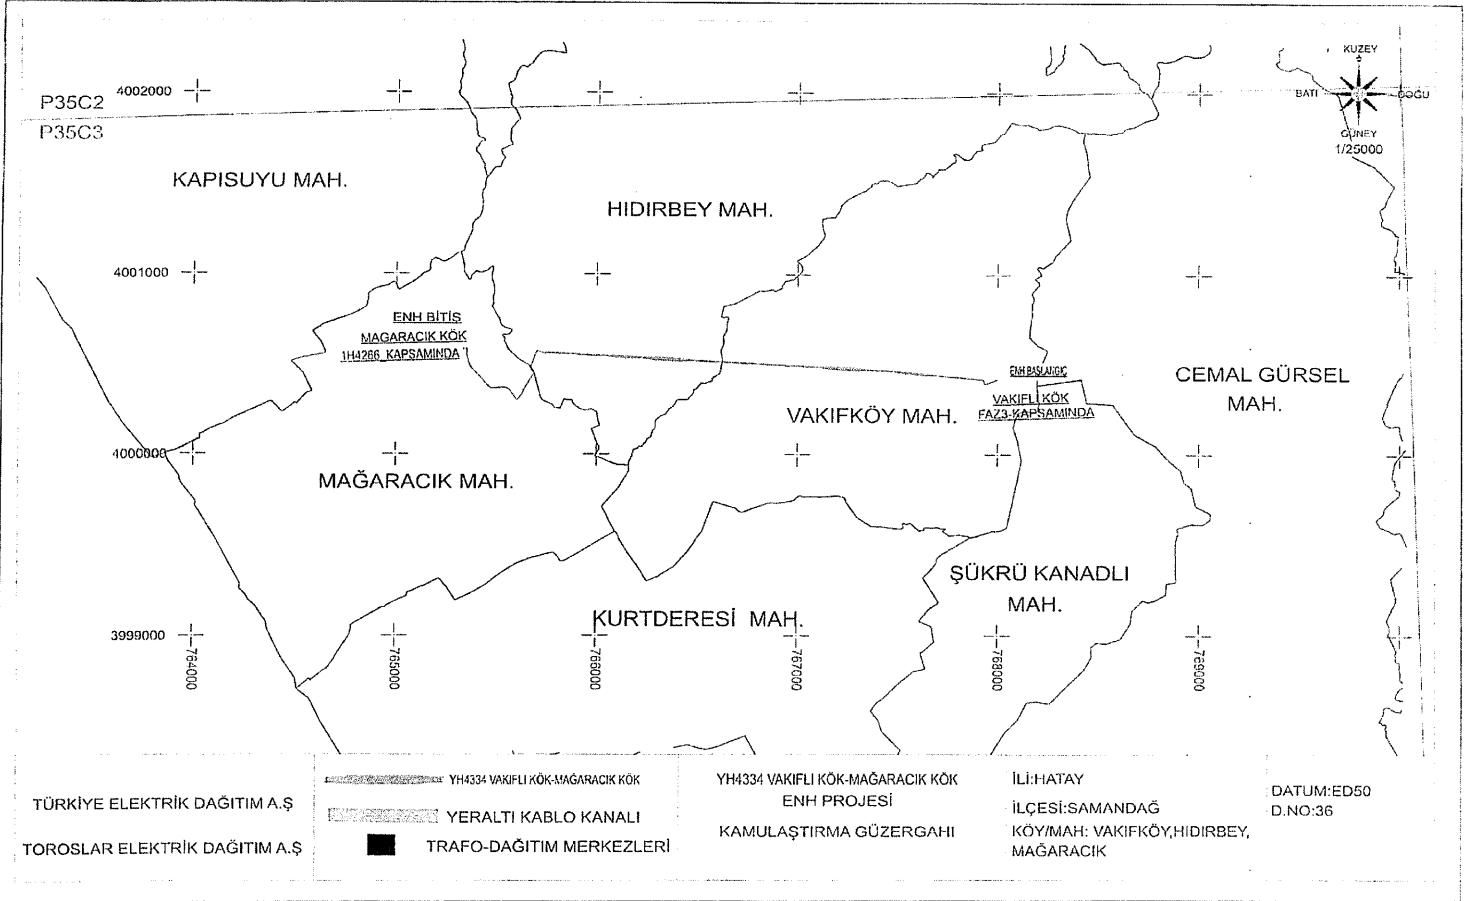 KUZEY
BATI
DOĞU
GÜNEY
1/25000
P35C2
4002000
P35C3
KAPISUYU MAH.
HIDIRBEY MAH.
4001000
ENH BİTİŞ
MAGARACIK KÖK
1H4266 KAPSAMINDA
ENH BAŞLANGIÇ
VAKIFLI KÖK
FAZ3-KAPSAMINDA
CEMAL GÜRSEL
MAH.
VAKIFKÖY MAH.
4000000
MAĞARACIK MAH.
ŞÜKRÜ KANADLI
MAH.
KURTDERESİ MAH.
3999000
764000
765000
766000
767000
768000
769000
TÜRKİYE ELEKTRİK DAĞITIM A.Ş
TOROSLAR ELEKTRİK DAĞITIM A.Ş
YH4334 VAKIFLI KÖK-MAĞARACIK KÖK
YERALTI KABLO KANALI
TRAFO-DAĞITIM MERKEZLERİ
YH4334 VAKIFLI KÖK-MAĞARACIK KÖK
ENH PROJESİ
KAMULAŞTIRMA GÜZERGAHI
İLİ:HATAY
İLÇESİ:SAMANDAĞ
KÖY/MAH: VAKIFKÖY,HIDIRBEY,
MAĞARACIK
DATUM:ED50
D.NO:36